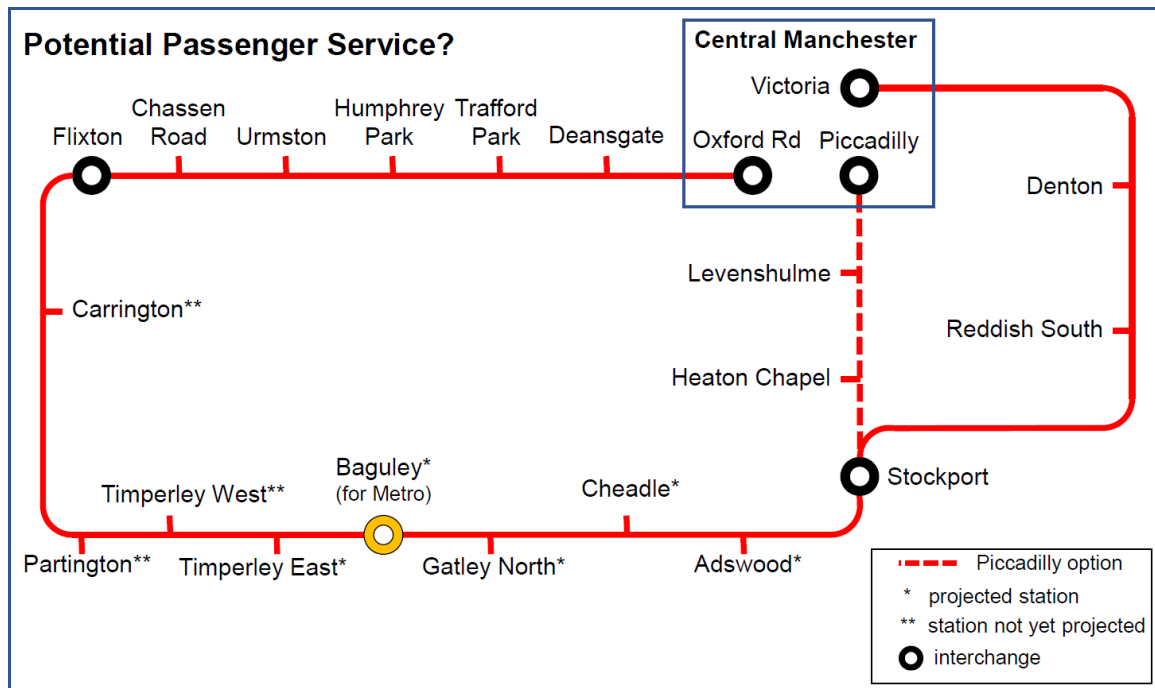 Potential Passenger Service?
Central Manchester
Victoria
Chassen
Road
Humphrey
Park
Trafford
Park
Flixton
Urmston
Deansgate
Oxford Rd
Piccadilly
Denton
Levenshulme
Carrington**
Reddish South
Heaton Chapel
Baguley*
(for Metro)
Timperley West**
Cheadle*
Stockport
Partington**
Timperley East*
Gatley North*
Adswood*
Piccadilly option
* projected station
** station not yet projected
interchange